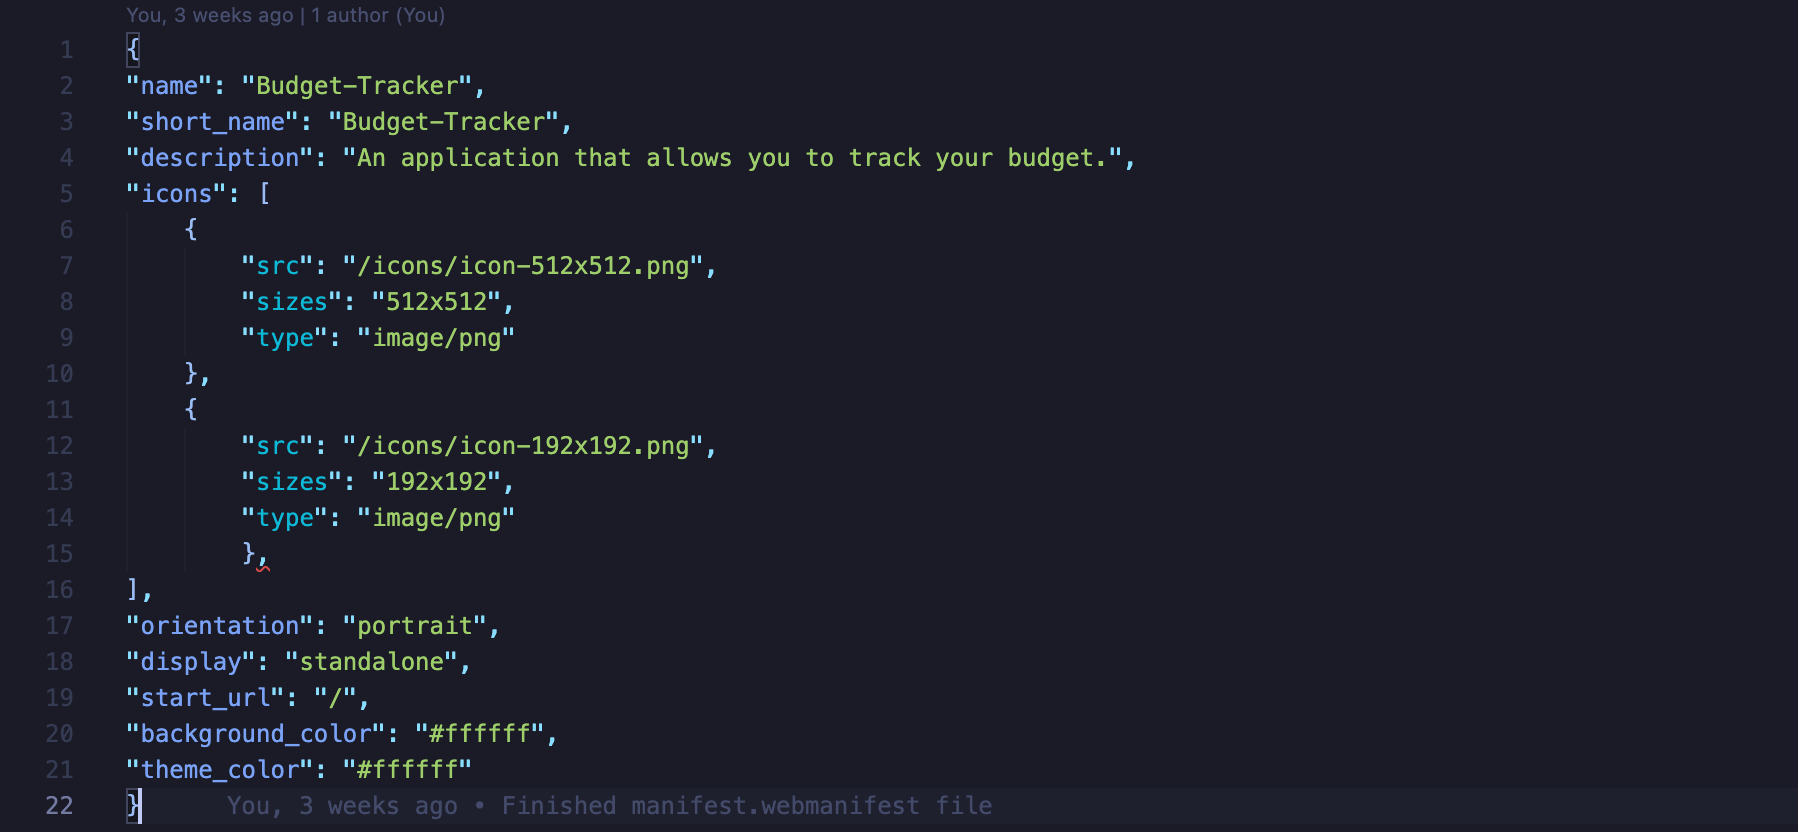 You, 3 weeks ago | 1 author (You)
1 {
2 "name": "Budget-Tracker",
3 "short_name": "Budget-Tracker",
4 "description": "An application that allows you to track your budget.",
5 "icons": [
6 {
7 "src": "/icons/icon-512x512.png",
8 "sizes": "512x512",
9 "type": "image/png"
10 },
11 {
12 "src": "/icons/icon-192x192.png",
13 "sizes": "192x192",
14 "type": "image/png"
15 },
16 ],
17 "orientation": "portrait",
18 "display": "standalone",
19 "start_url": "/",
20 "background_color": "#ffffff",
21 "theme_color": "#ffffff"
22 } You, 3 weeks ago • Finished manifest.webmanifest file